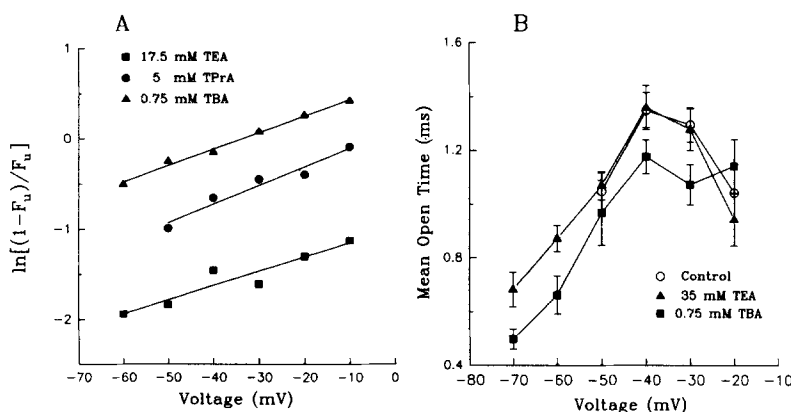 A
17.5 mM TEA
5 mM TPrA
0.75 mM TBA
ln[(1−Fu)/Fu]
1
0
−1
−2
−70 −60 −50 −40 −30 −20 −10 0
Voltage (mV)
B
Mean Open Time (ms)
1.6
1.2
0.8
0.4
Control
35 mM TEA
0.75 mM TBA
−80 −70 −60 −50 −40 −30 −20 −10
Voltage (mV)